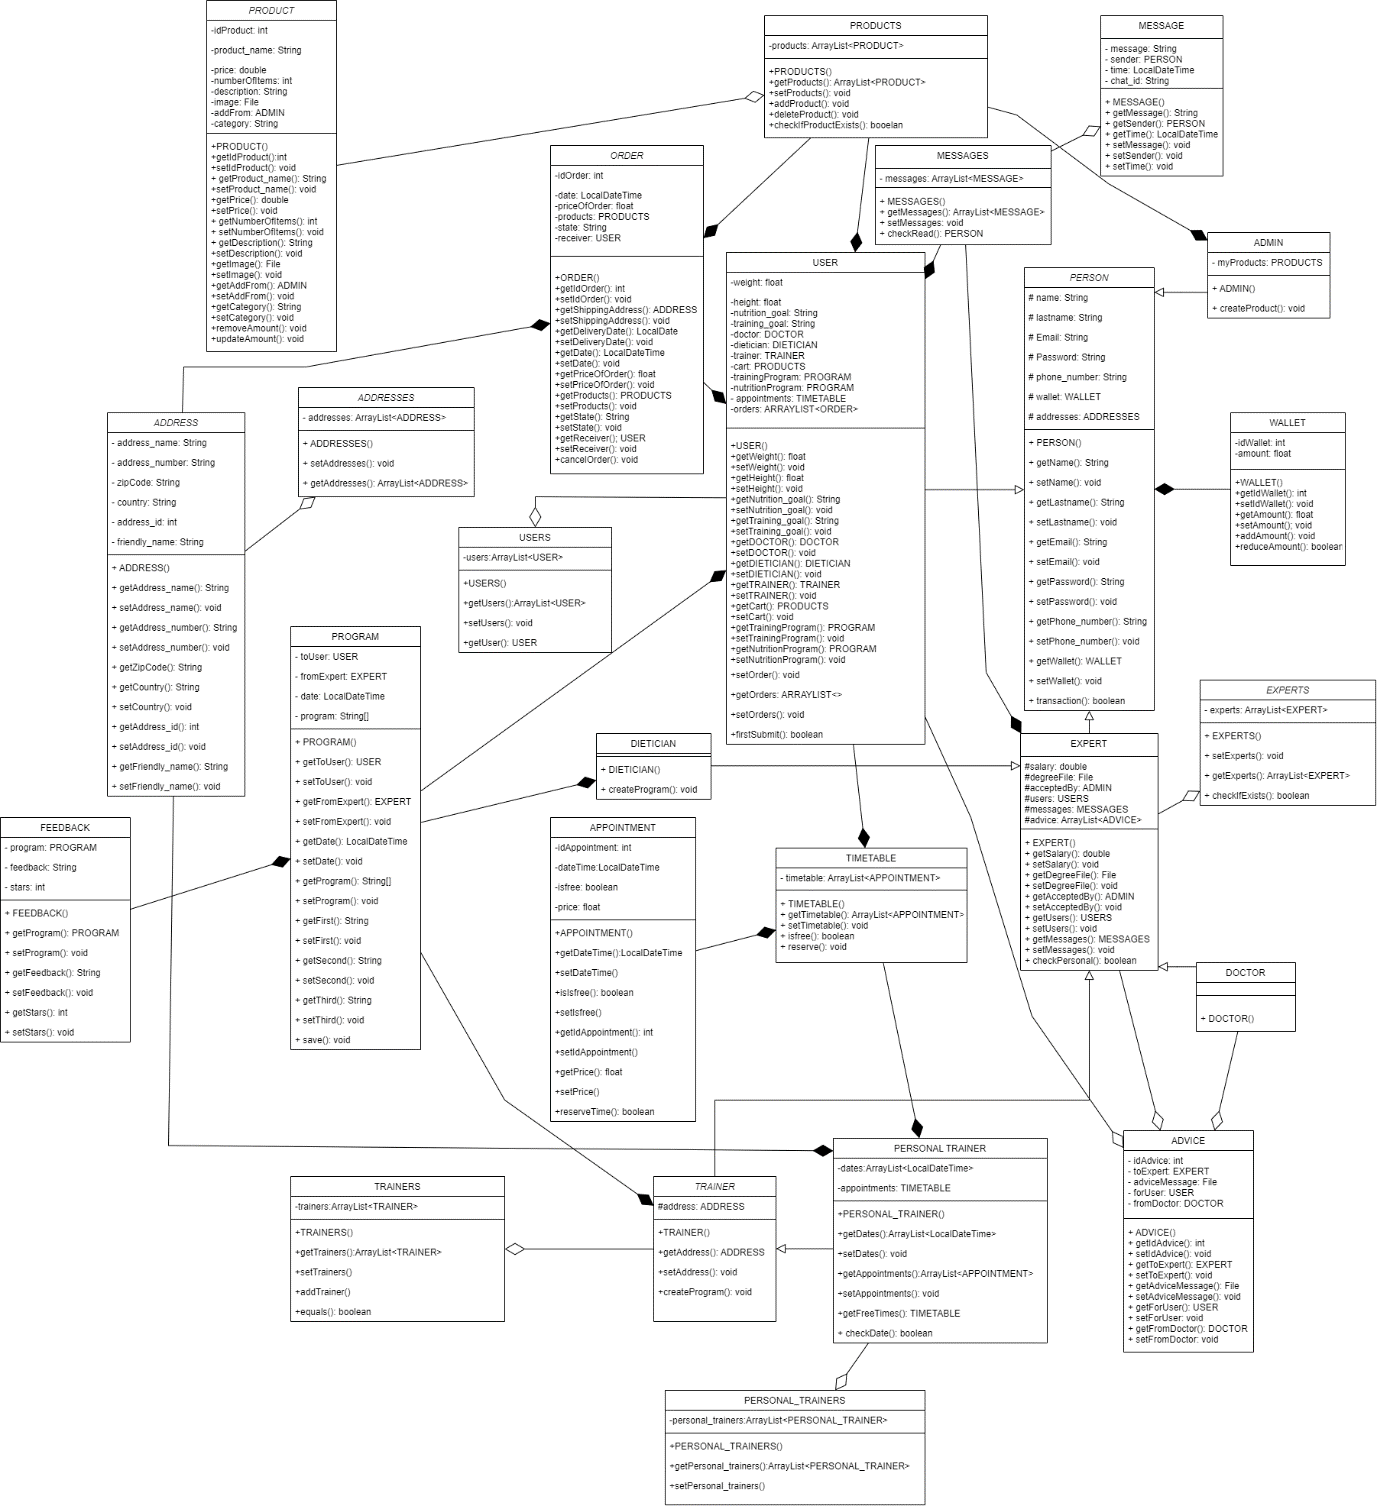 PRODUCT
-idProduct: int
-product_name: String
-price: double
-numberOfItems: int
-description: String
-image: File
-addFrom: ADMIN
-category: String
+PRODUCT()
+getIdProduct():int
+setIdProduct(): void
+ getProduct_name(): String
+setProduct_name(): void
+getPrice(): double
+setPrice(): void
+ getNumberOfItems(): int
+ setNumberOfItems(): void
+ getDescription(): String
+setDescription(): void
+getImage(): File
+setImage(): void
+getAddFrom(): ADMIN
+setAddFrom(): void
+getCategory(): String
+setCategory(): void
+removeAmount(): void
+updateAmount(): void
PRODUCTS
-products: ArrayList<PRODUCT>
+PRODUCTS()
+getProducts(): ArrayList<PRODUCT>
+setProducts(): void
+addProduct(): void
+deleteProduct(): void
+checkIfProductExists(): booelan
MESSAGE
- message: String
- sender: PERSON
- time: LocalDateTime
- chat_id: String
+ MESSAGE()
+ getMessage(): String
+ getSender(): PERSON
+ getTime(): LocalDateTime
+ setMessage(): void
+ setSender(): void
+ setTime(): void
ORDER
-idOrder: int
-date: LocalDateTime
-priceOfOrder: float
-products: PRODUCTS
-state: String
-receiver: USER
+ORDER()
+getIdOrder(): int
+setIdOrder(): void
+getShippingAddress(): ADDRESS
+setShippingAddress(): void
+getDeliveryDate(): LocalDate
+setDeliveryDate(): void
+getDate(): LocalDateTime
+setDate(): void
+getPriceOfOrder(): float
+setPriceOfOrder(): void
+getProducts(): PRODUCTS
+setProducts(): void
+getState(): String
+setState(): void
+getReceiver(); USER
+setReceiver(): void
+cancelOrder(): void
MESSAGES
- messages: ArrayList<MESSAGE>
+ MESSAGES()
+ getMessages(): ArrayList<MESSAGE>
+ setMessages: void
+ checkRead(): PERSON
ADMIN
- myProducts: PRODUCTS
+ ADMIN()
+ createProduct(): void
USER
-weight: float
-height: float
-nutrition_goal: String
-training_goal: String
-doctor: DOCTOR
-dietician: DIETICIAN
-trainer: TRAINER
-cart: PRODUCTS
-trainingProgram: PROGRAM
-nutritionProgram: PROGRAM
- appointments: TIMETABLE
-orders: ARRAYLIST<ORDER>
+USER()
+getWeight(): float
+setWeight(): void
+getHeight(): float
+setHeight(): void
+getNutrition_goal(): String
+setNutrition_goal(): void
+getTraining_goal(): String
+setTraining_goal(): void
+getDOCTOR(): DOCTOR
+setDOCTOR(): void
+getDIETICIAN(): DIETICIAN
+setDIETICIAN(): void
+getTRAINER(): TRAINER
+setTRAINER(): void
+getCart(): PRODUCTS
+setCart(): void
+getTrainingProgram(): PROGRAM
+setTrainingProgram(): void
+getNutritionProgram(): PROGRAM
+setNutritionProgram(): void
+setOrder(): void
+getOrders: ARRAYLIST<>
+setOrders(): void
+firstSubmit(): boolean
PERSON
# name: String
# lastname: String
# Email: String
# Password: String
# phone_number: String
# wallet: WALLET
# addresses: ADDRESSES
+ PERSON()
+ getName(): String
+ setName(): void
+ getLastname(): String
+ setLastname(): void
+ getEmail(): String
+ setEmail(): void
+ getPassword(): String
+ setPassword(): void
+ getPhone_number(): String
+ setPhone_number(): void
+ getWallet(): WALLET
+ setWallet(): void
+ transaction(): boolean
WALLET
-idWallet: int
-amount: float
+WALLET()
+getIdWallet(): int
+setIdWallet(): void
+getAmount(): float
+setAmount(); void
+addAmount(): void
+reduceAmount(): boolean
ADDRESSES
- addresses: ArrayList<ADDRESS>
+ ADDRESSES()
+ setAddresses(): void
+ getAddresses(): ArrayList<ADDRESS>
ADDRESS
- address_name: String
- address_number: String
- zipCode: String
- country: String
- address_id: int
- friendly_name: String
+ ADDRESS()
+ getAddress_name(): String
+ setAddress_name(): void
+ getAddress_number(): String
+ setAddress_number(): void
+ getZipCode(): String
+ getCountry(): String
+ setCountry(): void
+ getAddress_id(): int
+ setAddress_id(): void
+ getFriendly_name(): String
+ setFriendly_name(): void
USERS
-users:ArrayList<USER>
+USERS()
+getUsers():ArrayList<USER>
+setUsers(): void
+getUser(): USER
PROGRAM
- toUser: USER
- fromExpert: EXPERT
- date: LocalDateTime
- program: String[]
+ PROGRAM()
+ getToUser(): USER
+ setToUser(): void
+ getFromExpert(): EXPERT
+ setFromExpert(): void
+ getDate(): LocalDateTime
+ setDate(): void
+ getProgram(): String[]
+ setProgram(): void
+ getFirst(): String
+ setFirst(): void
+ getSecond(): String
+ setSecond(): void
+ getThird(): String
+ setThird(): void
+ save(): void
EXPERTS
- experts: ArrayList<EXPERT>
+ EXPERTS()
+ setExperts(): void
+ getExperts(): ArrayList<EXPERT>
+ checkIfExists(): boolean
DIETICIAN
+ DIETICIAN()
+ createProgram(): void
EXPERT
#salary: double
#degreeFile: File
#acceptedBy: ADMIN
#users: USERS
#messages: MESSAGES
#advice: ArrayList<ADVICE>
+ EXPERT()
+ getSalary(): double
+ setSalary(): void
+ getDegreeFile(): File
+ setDegreeFile(): void
+ getAcceptedBy(): ADMIN
+ setAcceptedBy(): void
+ getUsers(): USERS
+ setUsers(): void
+ getMessages(): MESSAGES
+ setMessages(): void
+ checkPersonal(): boolean
FEEDBACK
- program: PROGRAM
- feedback: String
- stars: int
+ FEEDBACK()
+ getProgram(): PROGRAM
+ setProgram(): void
+ getFeedback(): String
+ setFeedback(): void
+ getStars(): int
+ setStars(): void
APPOINTMENT
-idAppointment: int
-dateTime:LocalDateTime
-isfree: boolean
-price: float
+APPOINTMENT()
+getDateTime():LocalDateTime
+setDateTime()
+isIsfree(): boolean
+setIsfree()
+getIdAppointment(): int
+setIdAppointment()
+getPrice(): float
+setPrice()
+reserveTime(): boolean
TIMETABLE
- timetable: ArrayList<APPOINTMENT>
+ TIMETABLE()
+ getTimetable(): ArrayList<APPOINTMENT>
+ setTimetable(): void
+ isfree(): boolean
+ reserve(): void
DOCTOR
+ DOCTOR()
ADVICE
- idAdvice: int
- toExpert: EXPERT
- adviceMessage: File
- forUser: USER
- fromDoctor: DOCTOR
+ ADVICE()
+ getIdAdvice(): int
+ setIdAdvice(): void
+ getToExpert(): EXPERT
+ setToExpert(): void
+ getAdviceMessage(): File
+ setAdviceMessage(): void
+ getForUser(): USER
+ setForUser: void
+ getFromDoctor(): DOCTOR
+ setFromDoctor: void
PERSONAL TRAINER
-dates:ArrayList<LocalDateTime>
-appointments: TIMETABLE
+PERSONAL_TRAINER()
+getDates():ArrayList<LocalDateTime>
+setDates(): void
+getAppointments():ArrayList<APPOINTMENT>
+setAppointments(): void
+getFreeTimes(): TIMETABLE
+ checkDate(): boolean
TRAINERS
-trainers:ArrayList<TRAINER>
+TRAINERS()
+getTrainers():ArrayList<TRAINER>
+setTrainers()
+addTrainer()
+equals(): boolean
TRAINER
#address: ADDRESS
+TRAINER()
+getAddress(): ADDRESS
+setAddress(): void
+createProgram(): void
PERSONAL_TRAINERS
-personal_trainers:ArrayList<PERSONAL_TRAINER>
+PERSONAL_TRAINERS()
+getPersonal_trainers():ArrayList<PERSONAL_TRAINER>
+setPersonal_trainers()